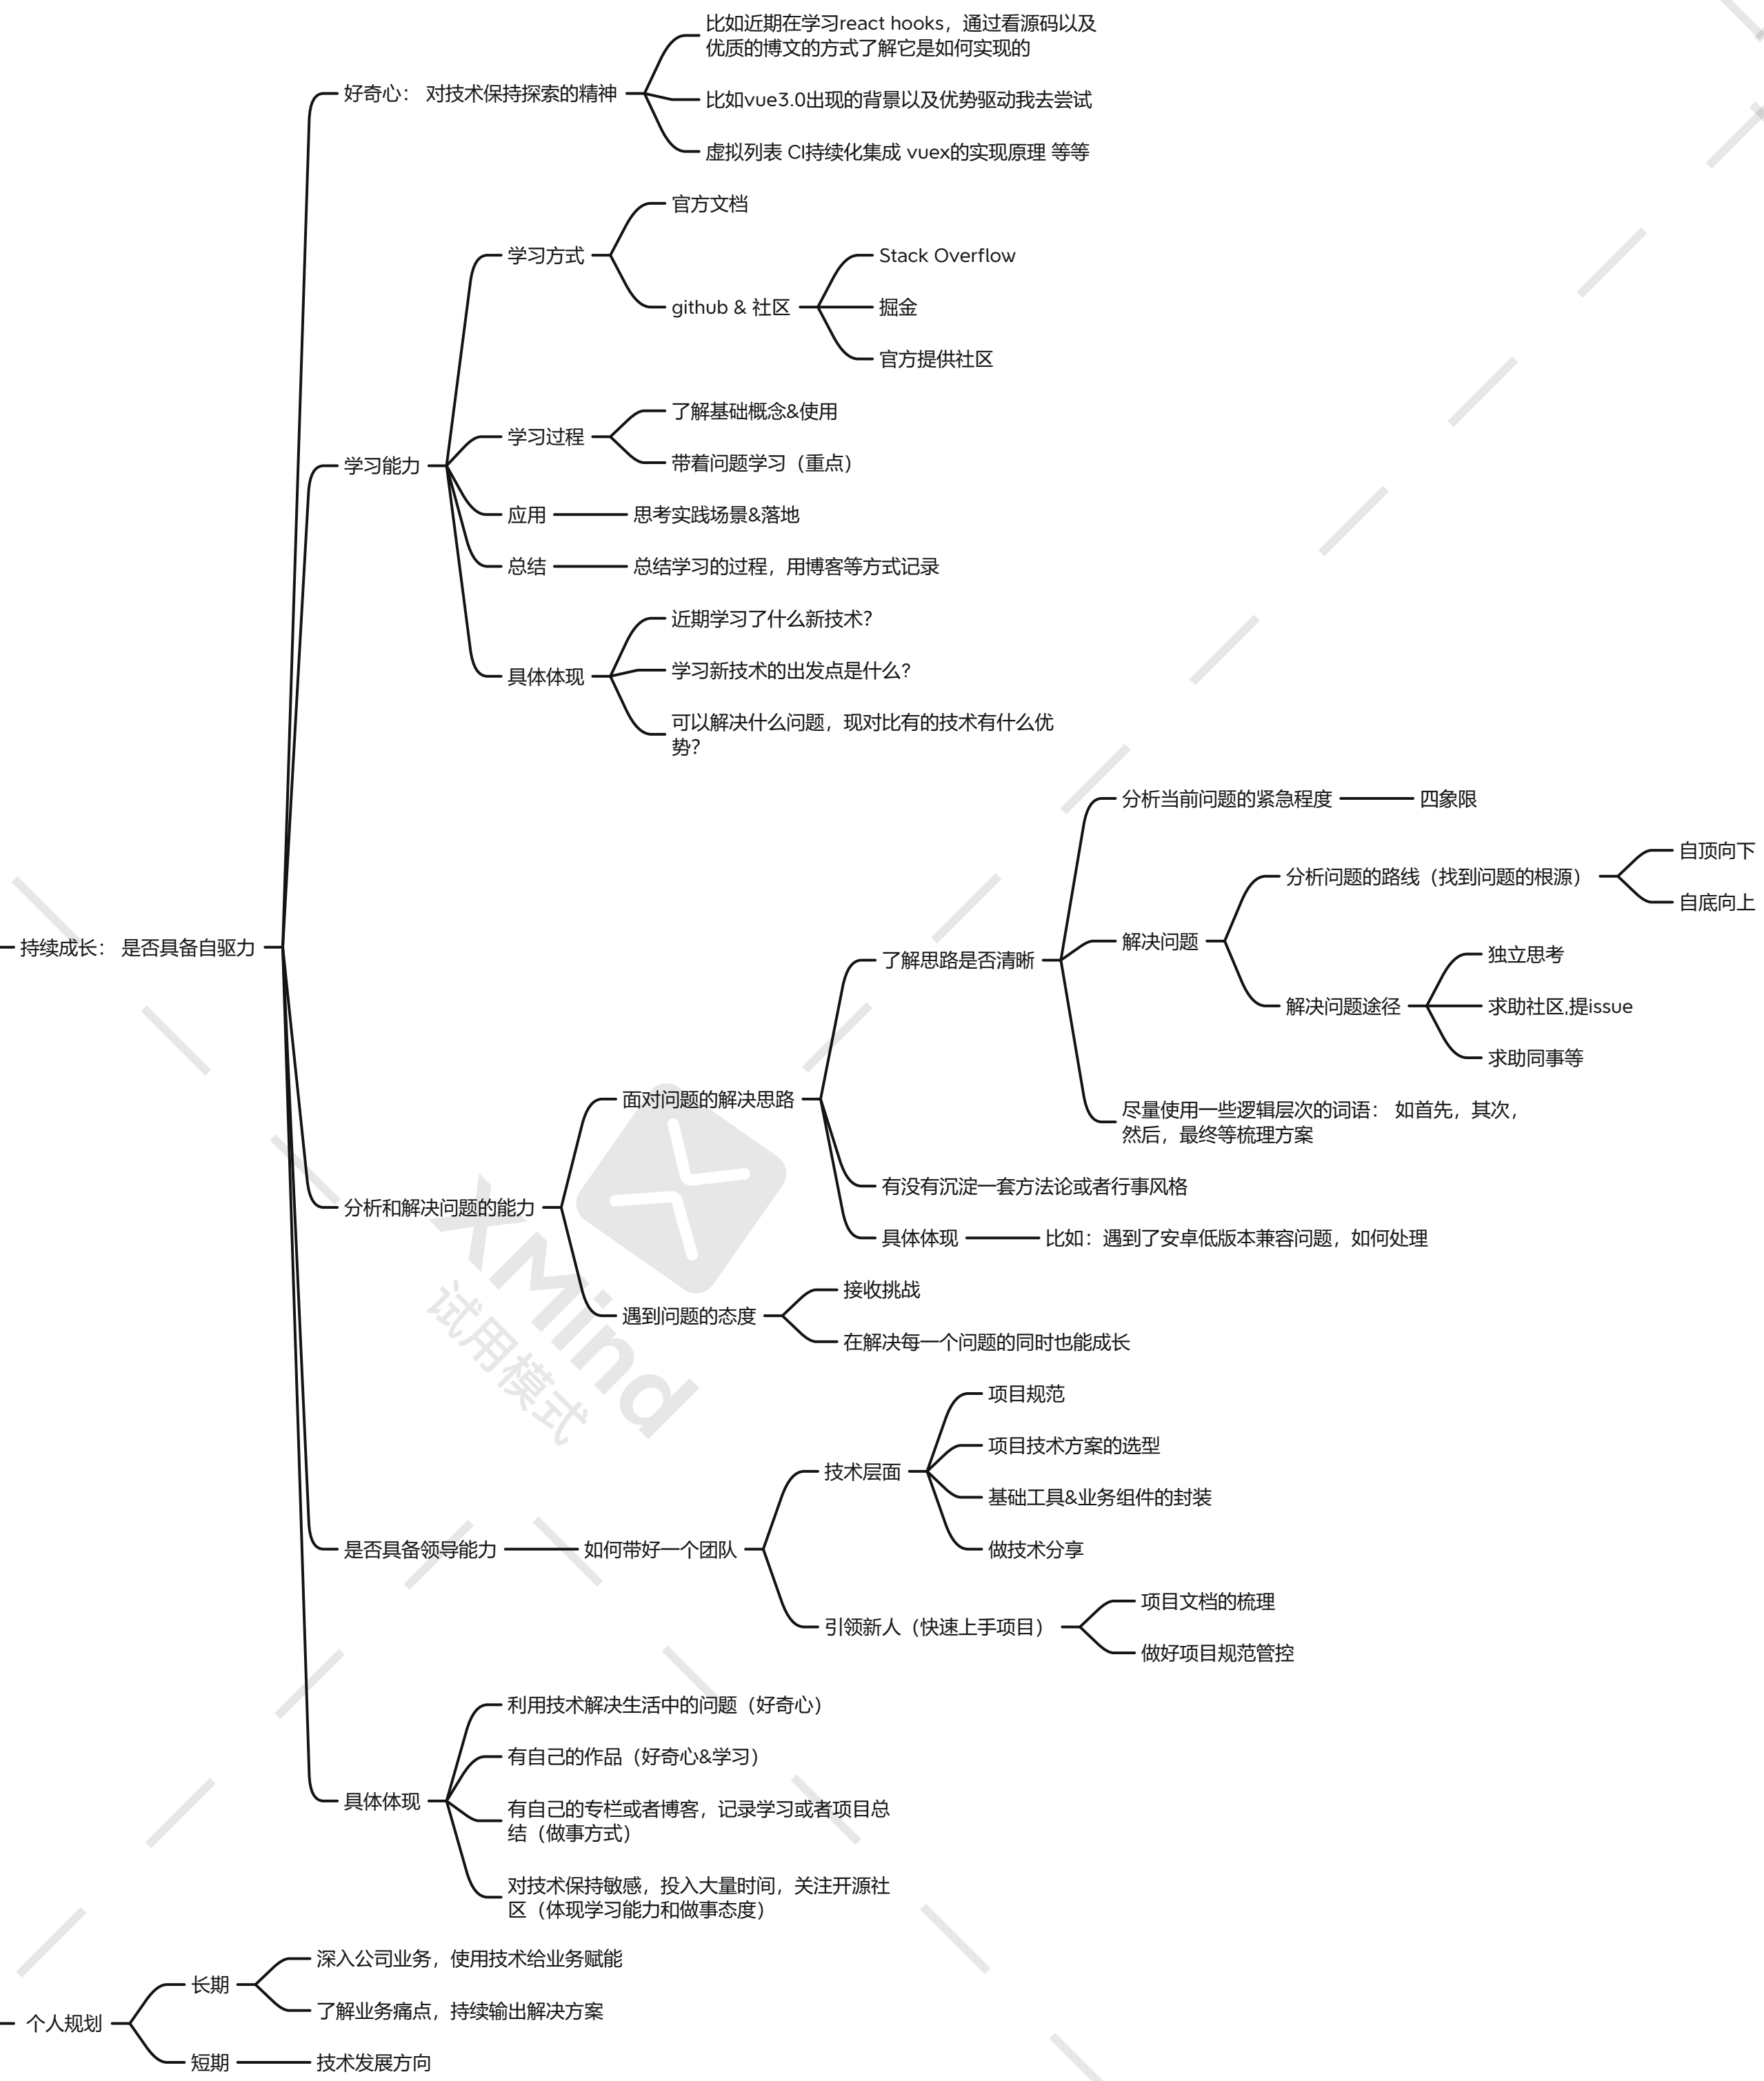 比如近期在学习react hooks，通过看源码以及
优质的博文的方式了解它是如何实现的
好奇心： 对技术保持探索的精神
比如vue3.0出现的背景以及优势驱动我去尝试
虚拟列表 CI持续化集成 vuex的实现原理 等等
官方文档
学习方式
Stack Overflow
github & 社区
掘金
官方提供社区
了解基础概念&使用
学习过程
带着问题学习（重点）
学习能力
应用
思考实践场景&落地
总结
总结学习的过程，用博客等方式记录
近期学习了什么新技术？
学习新技术的出发点是什么？
具体体现
可以解决什么问题，现对比有的技术有什么优
势？
分析当前问题的紧急程度
四象限
自顶向下
分析问题的路线（找到问题的根源）
自底向上
持续成长： 是否具备自驱力
了解思路是否清晰
解决问题
独立思考
解决问题途径
求助社区,提issue
求助同事等
面对问题的解决思路
尽量使用一些逻辑层次的词语： 如首先，其次，
然后，最终等梳理方案
有没有沉淀一套方法论或者行事风格
分析和解决问题的能力
具体体现
比如：遇到了安卓低版本兼容问题，如何处理
接收挑战
遇到问题的态度
在解决每一个问题的同时也能成长
XMind
试用模式
项目规范
项目技术方案的选型
技术层面
基础工具&业务组件的封装
是否具备领导能力
如何带好一个团队
做技术分享
项目文档的梳理
引领新人（快速上手项目）
做好项目规范管控
利用技术解决生活中的问题（好奇心）
有自己的作品（好奇心&学习）
具体体现
有自己的专栏或者博客，记录学习或者项目总
结（做事方式）
对技术保持敏感，投入大量时间，关注开源社
区（体现学习能力和做事态度）
深入公司业务，使用技术给业务赋能
长期
了解业务痛点，持续输出解决方案
个人规划
短期
技术发展方向